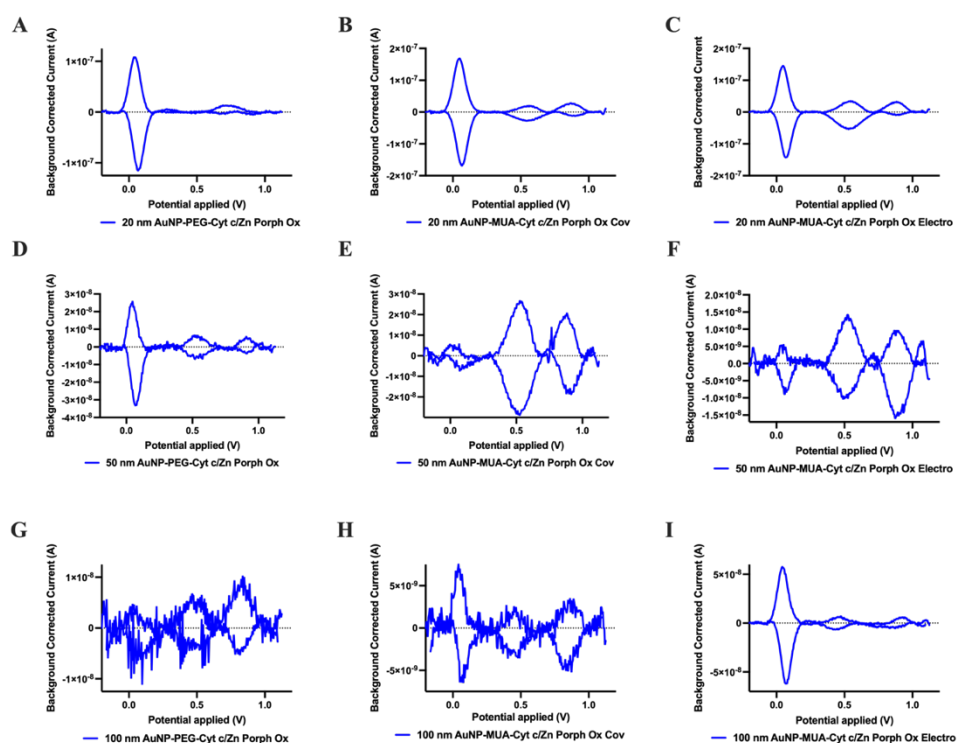 A
Background Corrected Current (A)
1×10⁻⁷
0
-1×10⁻⁷
0.0 0.5 1.0
Potential applied (V)
20 nm AuNP-PEG-Cyt c/Zn Porph Ox
B
Background Corrected Current (A)
2×10⁻⁷
1×10⁻⁷
0
-1×10⁻⁷
-2×10⁻⁷
0.0 0.5 1.0
Potential applied (V)
20 nm AuNP-MUA-Cyt c/Zn Porph Ox Cov
C
Background Corrected Current (A)
2×10⁻⁷
1×10⁻⁷
0
-1×10⁻⁷
-2×10⁻⁷
0.0 0.5 1.0
Potential applied (V)
20 nm AuNP-MUA-Cyt c/Zn Porph Ox Electro
D
Background Corrected Current (A)
3×10⁻⁸
2×10⁻⁸
1×10⁻⁸
0
-1×10⁻⁸
-2×10⁻⁸
-3×10⁻⁸
-4×10⁻⁸
0.0 0.5 1.0
Potential applied (V)
50 nm AuNP-PEG-Cyt c/Zn Porph Ox
E
Background Corrected Current (A)
3×10⁻⁸
2×10⁻⁸
1×10⁻⁸
0
-1×10⁻⁸
-2×10⁻⁸
0.0 0.5 1.0
Potential applied (V)
50 nm AuNP-MUA-Cyt c/Zn Porph Ox Cov
F
Background Corrected Current (A)
2.0×10⁻⁸
1.5×10⁻⁸
1.0×10⁻⁸
5.0×10⁻⁹
0.0
-5.0×10⁻⁹
-1.0×10⁻⁸
-1.5×10⁻⁸
0.0 0.5 1.0
Potential applied (V)
50 nm AuNP-MUA-Cyt c/Zn Porph Ox Electro
G
Background Corrected Current (A)
1×10⁻⁸
0
-1×10⁻⁸
0.0 0.5 1.0
Potential applied (V)
100 nm AuNP-PEG-Cyt c/Zn Porph Ox
H
Background Corrected Current (A)
5×10⁻⁹
0
-5×10⁻⁹
0.0 0.5 1.0
Potential applied (V)
100 nm AuNP-MUA-Cyt c/Zn Porph Ox Cov
I
Background Corrected Current (A)
5×10⁻⁸
0
-5×10⁻⁸
0.0 0.5 1.0
Potential applied (V)
100 nm AuNP-MUA-Cyt c/Zn Porph Ox Electro